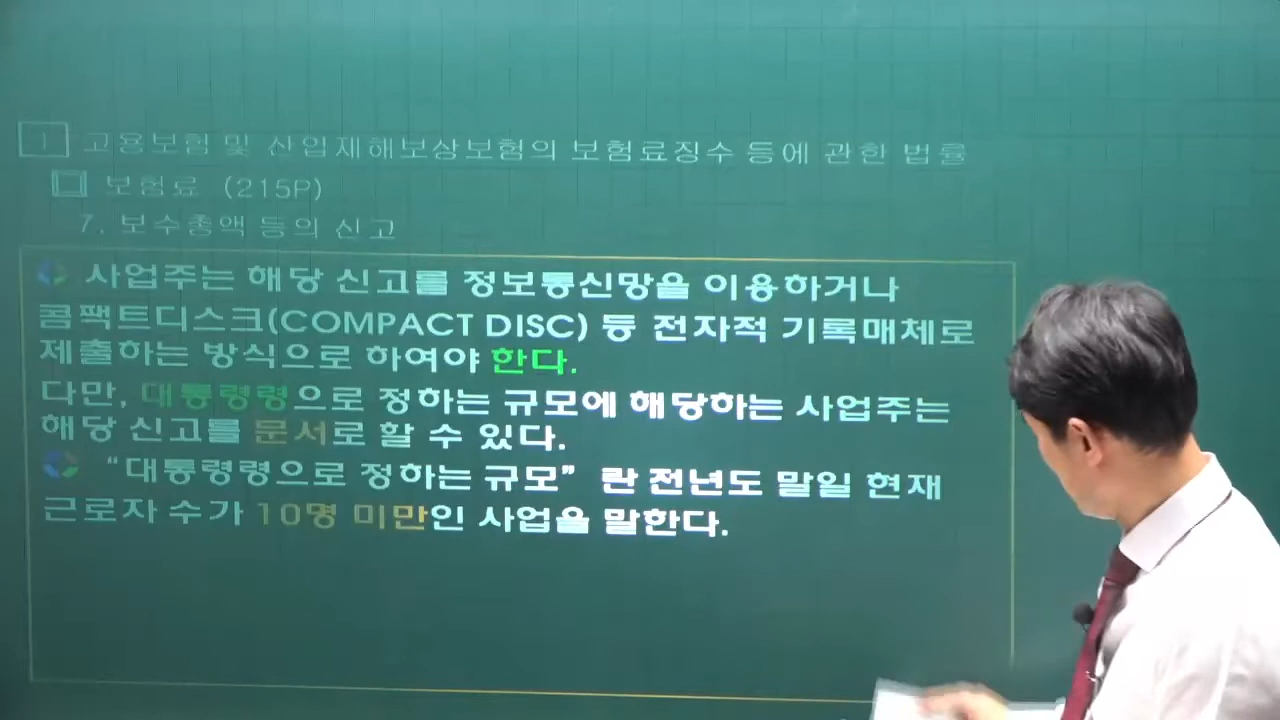 1 고용보험 및 산업재해보상보험의 보험료징수 등에 관한 법률
보험료 (215P)
7. 보수총액 등의 신고
사업주는 해당 신고를 정보통신망을 이용하거나
콤팩트디스크(COMPACT DISC) 등 전자적 기록매체로
제출하는 방식으로 하여야 한다.
다만, 대통령령으로 정하는 규모에 해당하는 사업주는
해당 신고를 문서로 할 수 있다.
“대통령령으로 정하는 규모” 란 전년도 말일 현재
근로자 수가 10명 미만인 사업을 말한다.